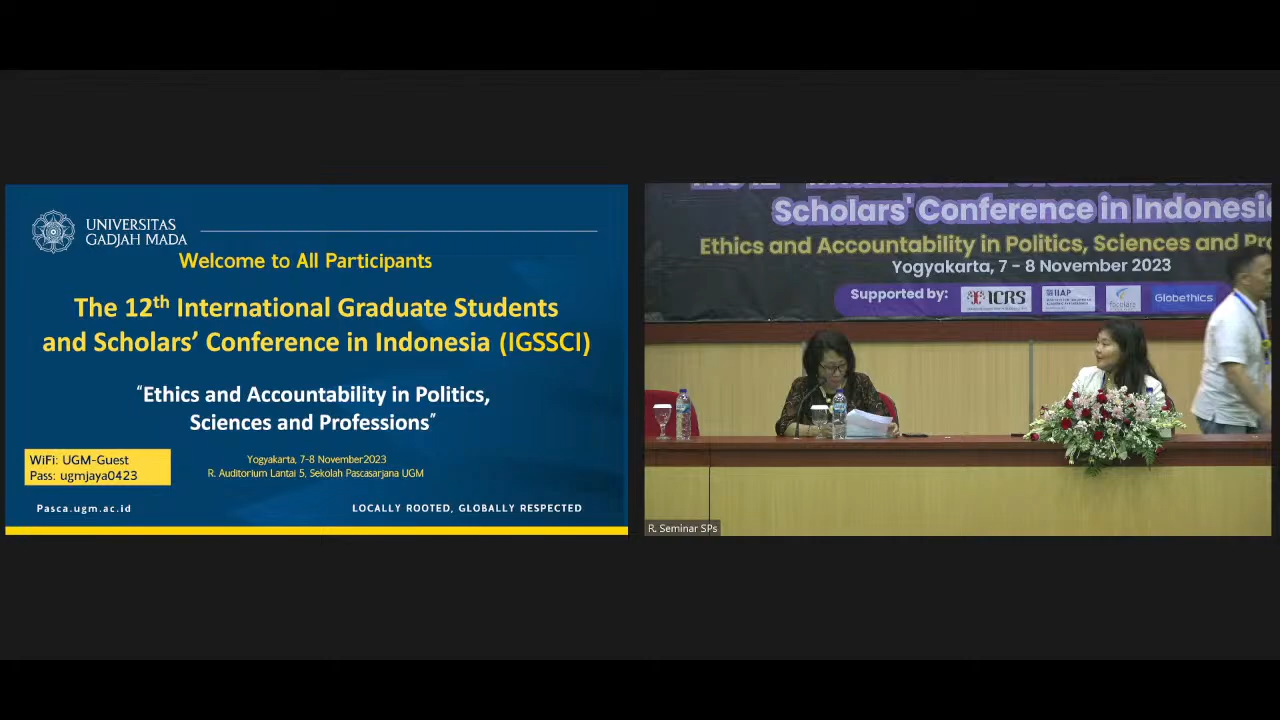 UNIVERSITAS
GADJAH MADA
Welcome to All Participants
The 12th International Graduate Students
and Scholars’ Conference in Indonesia (IGSSCI)
“Ethics and Accountability in Politics,
Sciences and Professions”
WiFi: UGM-Guest
Pass: ugmjaya0423
Yogyakarta, 7-8 November2023
R. Auditorium Lantai 5, Sekolah Pascasarjana UGM
Pasca.ugm.ac.id
LOCALLY ROOTED, GLOBALLY RESPECTED
Scholars' Conference in Indonesia
Ethics and Accountability in Politics, Sciences and Pro
Yogyakarta, 7 - 8 November 2023
Supported by:
ICRS
IIAP
Globethics
R. Seminar SPs